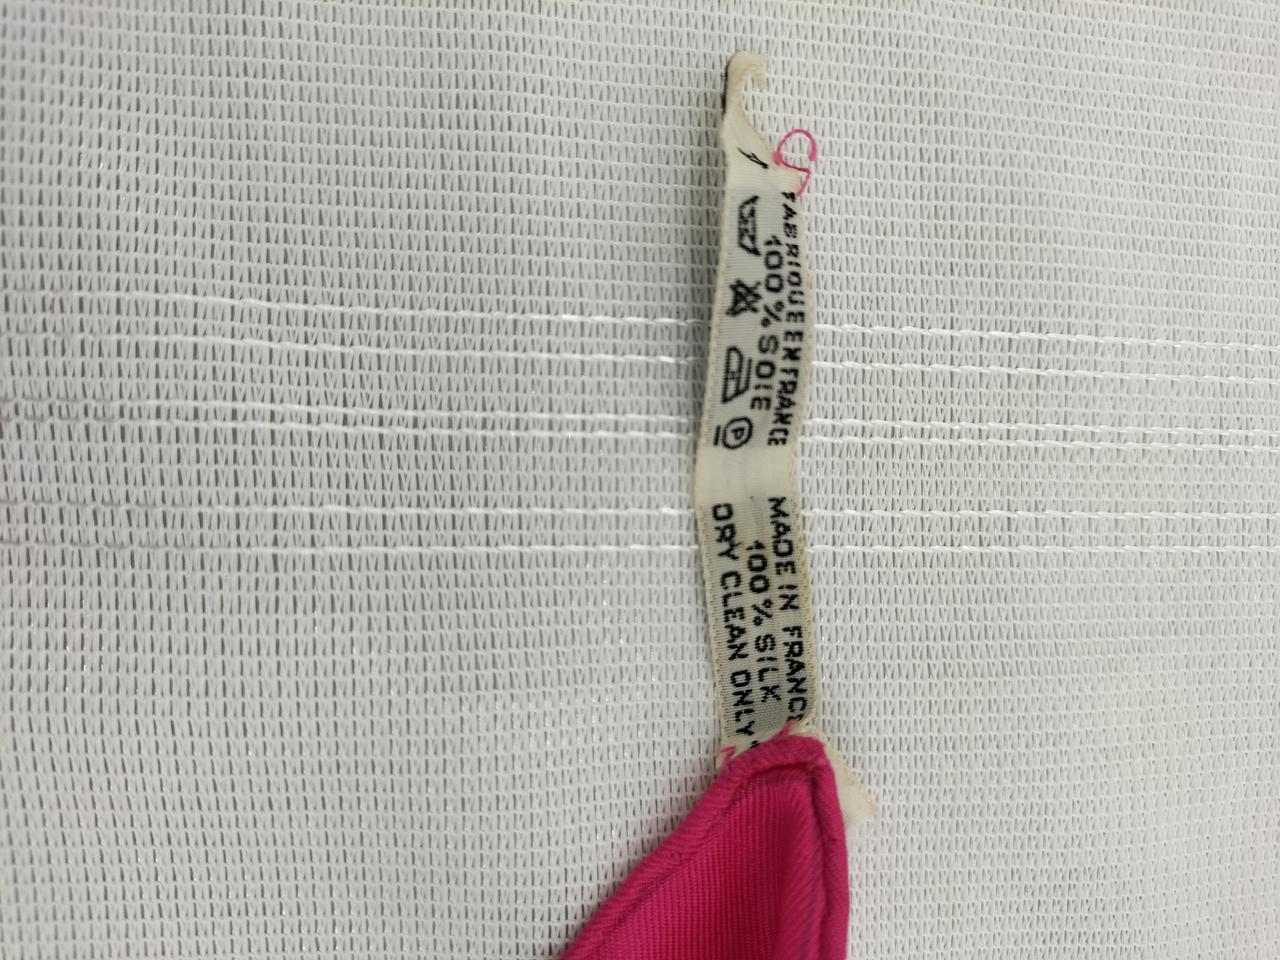 FABRIQUE EN FRANCE
100 % SOIE
P
MADE IN FRANCE
100 % SILK
DRY CLEAN ONLY